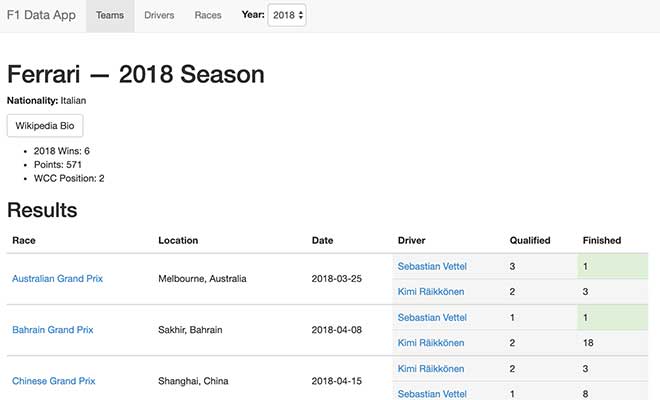 F1 Data App Teams Drivers Races Year: 2018
Ferrari — 2018 Season
Nationality: Italian
Wikipedia Bio
• 2018 Wins: 6
• Points: 571
• WCC Position: 2
Results
Race Location Date Driver Qualified Finished
Australian Grand Prix Melbourne, Australia 2018-03-25
Sebastian Vettel 3 1
Kimi Räikkönen 2 3
Bahrain Grand Prix Sakhir, Bahrain 2018-04-08
Sebastian Vettel 1 1
Kimi Räikkönen 2 18
Chinese Grand Prix Shanghai, China 2018-04-15
Kimi Räikkönen 2 3
Sebastian Vettel 1 8